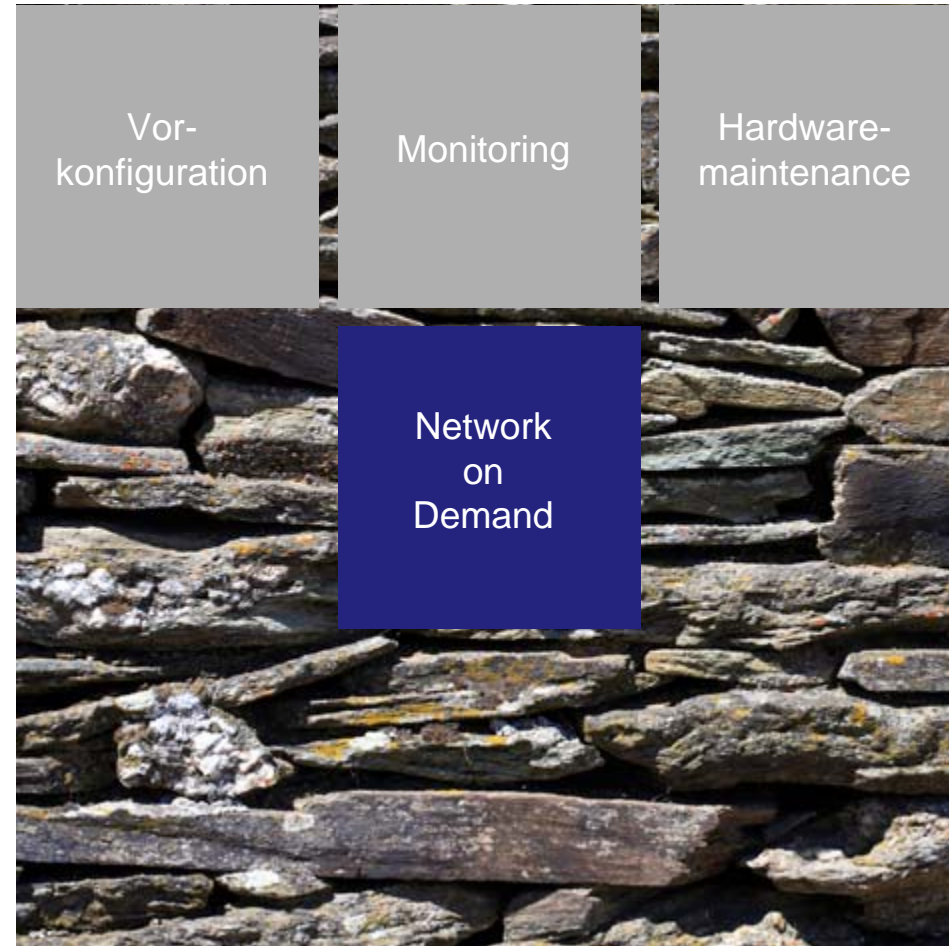 Vor-
konfiguration
Monitoring
Hardware-
maintenance
Network
on
Demand